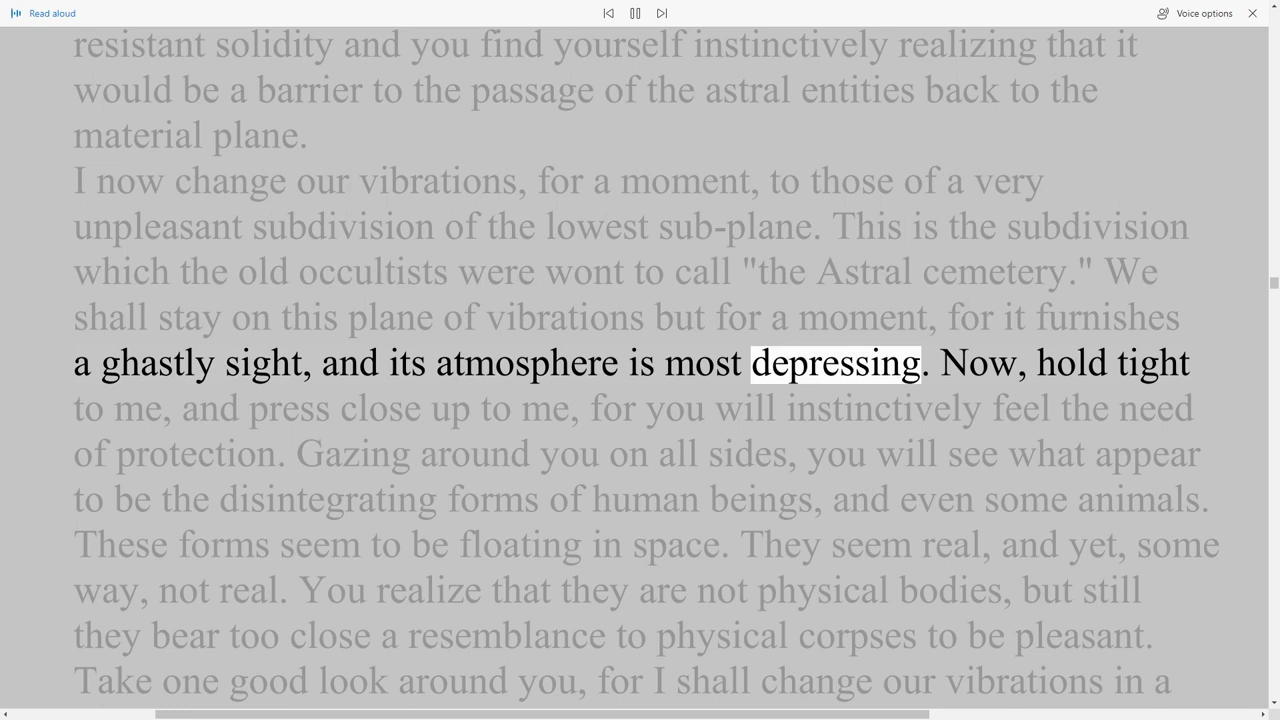 Read aloud
Voice options
resistant solidity and you find yourself instinctively realizing that it
would be a barrier to the passage of the astral entities back to the
material plane.
I now change our vibrations, for a moment, to those of a very
unpleasant subdivision of the lowest sub-plane. This is the subdivision
which the old occultists were wont to call "the Astral cemetery." We
shall stay on this plane of vibrations but for a moment, for it furnishes
a ghastly sight, and its atmosphere is most depressing. Now, hold tight
to me, and press close up to me, for you will instinctively feel the need
of protection. Gazing around you on all sides, you will see what appear
to be the disintegrating forms of human beings, and even some animals.
These forms seem to be floating in space. They seem real, and yet, some
way, not real. You realize that they are not physical bodies, but still
they bear too close a resemblance to physical corpses to be pleasant.
Take one good look around you, for I shall change our vibrations in a